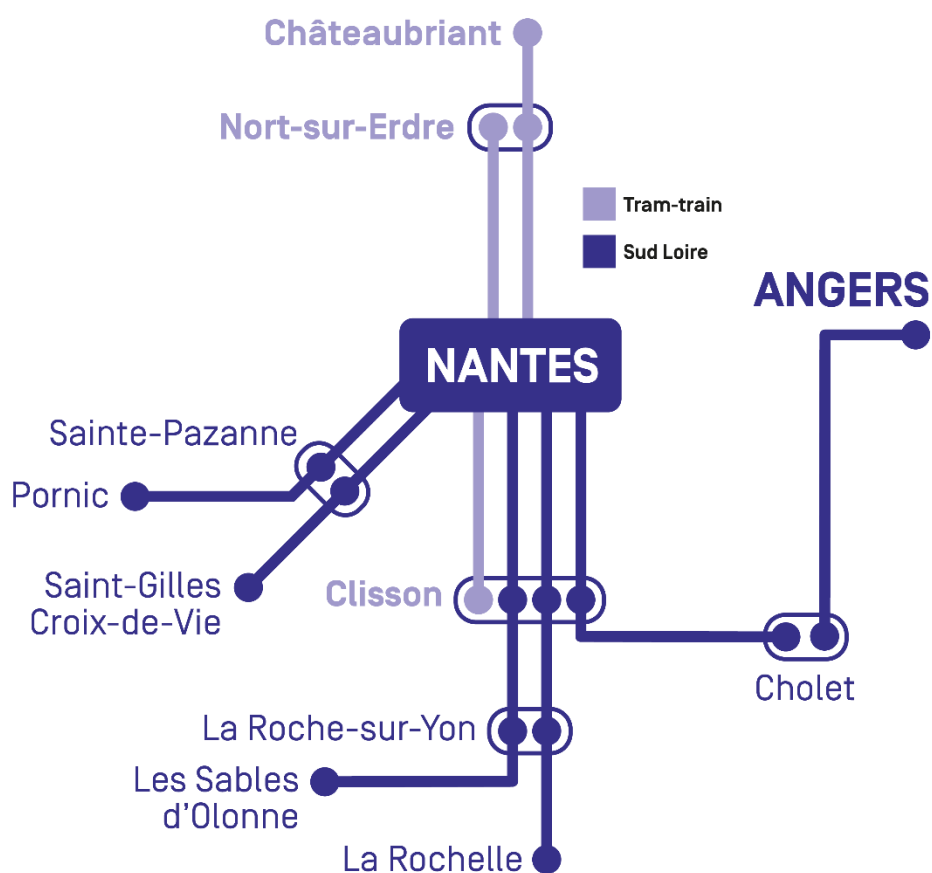 Châteaubriant
Nort-sur-Erdre
Tram-train
Sud Loire
ANGERS
NANTES
Sainte-Pazanne
Pornic
Saint-Gilles
Croix-de-Vie
Clisson
Cholet
La Roche-sur-Yon
Les Sables
d'Olonne
La Rochelle